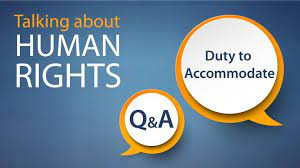 Talking about
HUMAN
RIGHTS
Duty to
Accommodate
Q&A